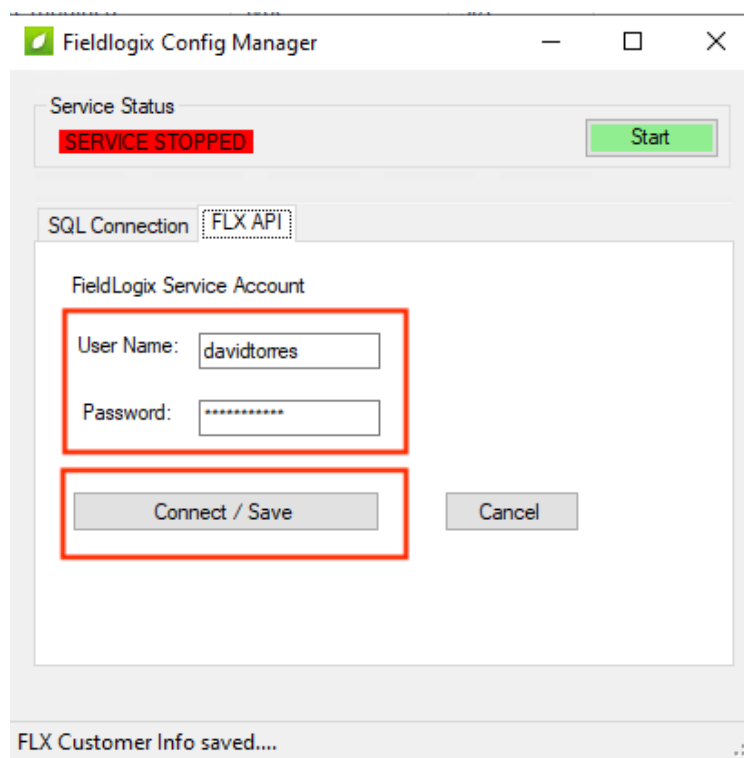 Fieldlogix Config Manager
Service Status
SERVICE STOPPED
Start
SQL Connection
FLX API
FieldLogix Service Account
User Name:
davidtorres
Password:
***********
Connect / Save
Cancel
FLX Customer Info saved....